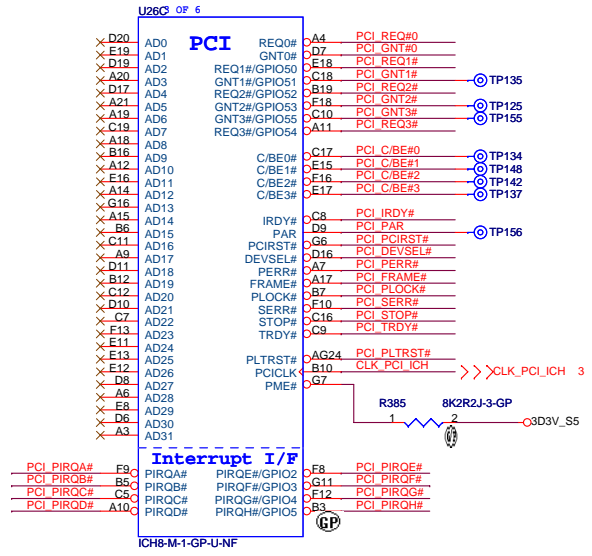 U26C 3 OF 6
PCI
D20 AD0 REQ0# A4 PCI_REQ#0
E19 AD1 GNT0# D7 PCI_GNT#0
D19 AD2 REQ1#/GPIO50 E18 PCI_REQ1#
A20 AD3 GNT1#/GPIO51 C18 PCI_GNT1# TP135
D17 AD4 REQ2#/GPIO52 B19 PCI_REQ2#
A21 AD5 GNT2#/GPIO53 F18 PCI_GNT2# TP125
A19 AD6 GNT3#/GPIO55 C10 PCI_GNT3# TP155
C19 AD7 REQ3#/GPIO54 A11 PCI_REQ3#
A18 AD8
B16 AD9 C/BE0# C17 PCI_C/BE#0 TP134
A12 AD10 C/BE1# E15 PCI_C/BE#1 TP148
E16 AD11 C/BE2# F16 PCI_C/BE#2 TP142
A14 AD12 C/BE3# E17 PCI_C/BE#3 TP137
G16 AD13
A15 AD14 IRDY# C8 PCI_IRDY#
B6 AD15 PAR D9 PCI_PAR TP156
C11 AD16 PCIRST# G6 PCI_PCIRST#
A9 AD17 DEVSEL# D16 PCI_DEVSEL#
D11 AD18 PERR# A7 PCI_PERR#
B12 AD19 FRAME# A17 PCI_FRAME#
C12 AD20 PLOCK# B7 PCI_PLOCK#
D10 AD21 SERR# F10 PCI_SERR#
C7 AD22 STOP# C16 PCI_STOP#
F13 AD23 TRDY# C9 PCI_TRDY#
E11 AD24
E13 AD25 PLTRST# AG24 PCI_PLTRST#
E12 AD26 PCICLK B10 CLK_PCI_ICH CLK_PCI_ICH 3
D8 AD27 PME# G7
A6 AD28
E8 AD29 R385 8K2R2J-3-GP
D6 AD30 1 2 3D3V_S5
A3 AD31
Interrupt I/F
PCI_PIRQA# F9 PIRQA# PIRQE#/GPIO2 F8 PCI_PIRQE#
PCI_PIRQB# B5 PIRQB# PIRQF#/GPIO3 G11 PCI_PIRQF#
PCI_PIRQC# C5 PIRQC# PIRQG#/GPIO4 F12 PCI_PIRQG#
PCI_PIRQD# A10 PIRQD# PIRQH#/GPIO5 B3 PCI_PIRQH#
GP
ICH8-M-1-GP-U-NF